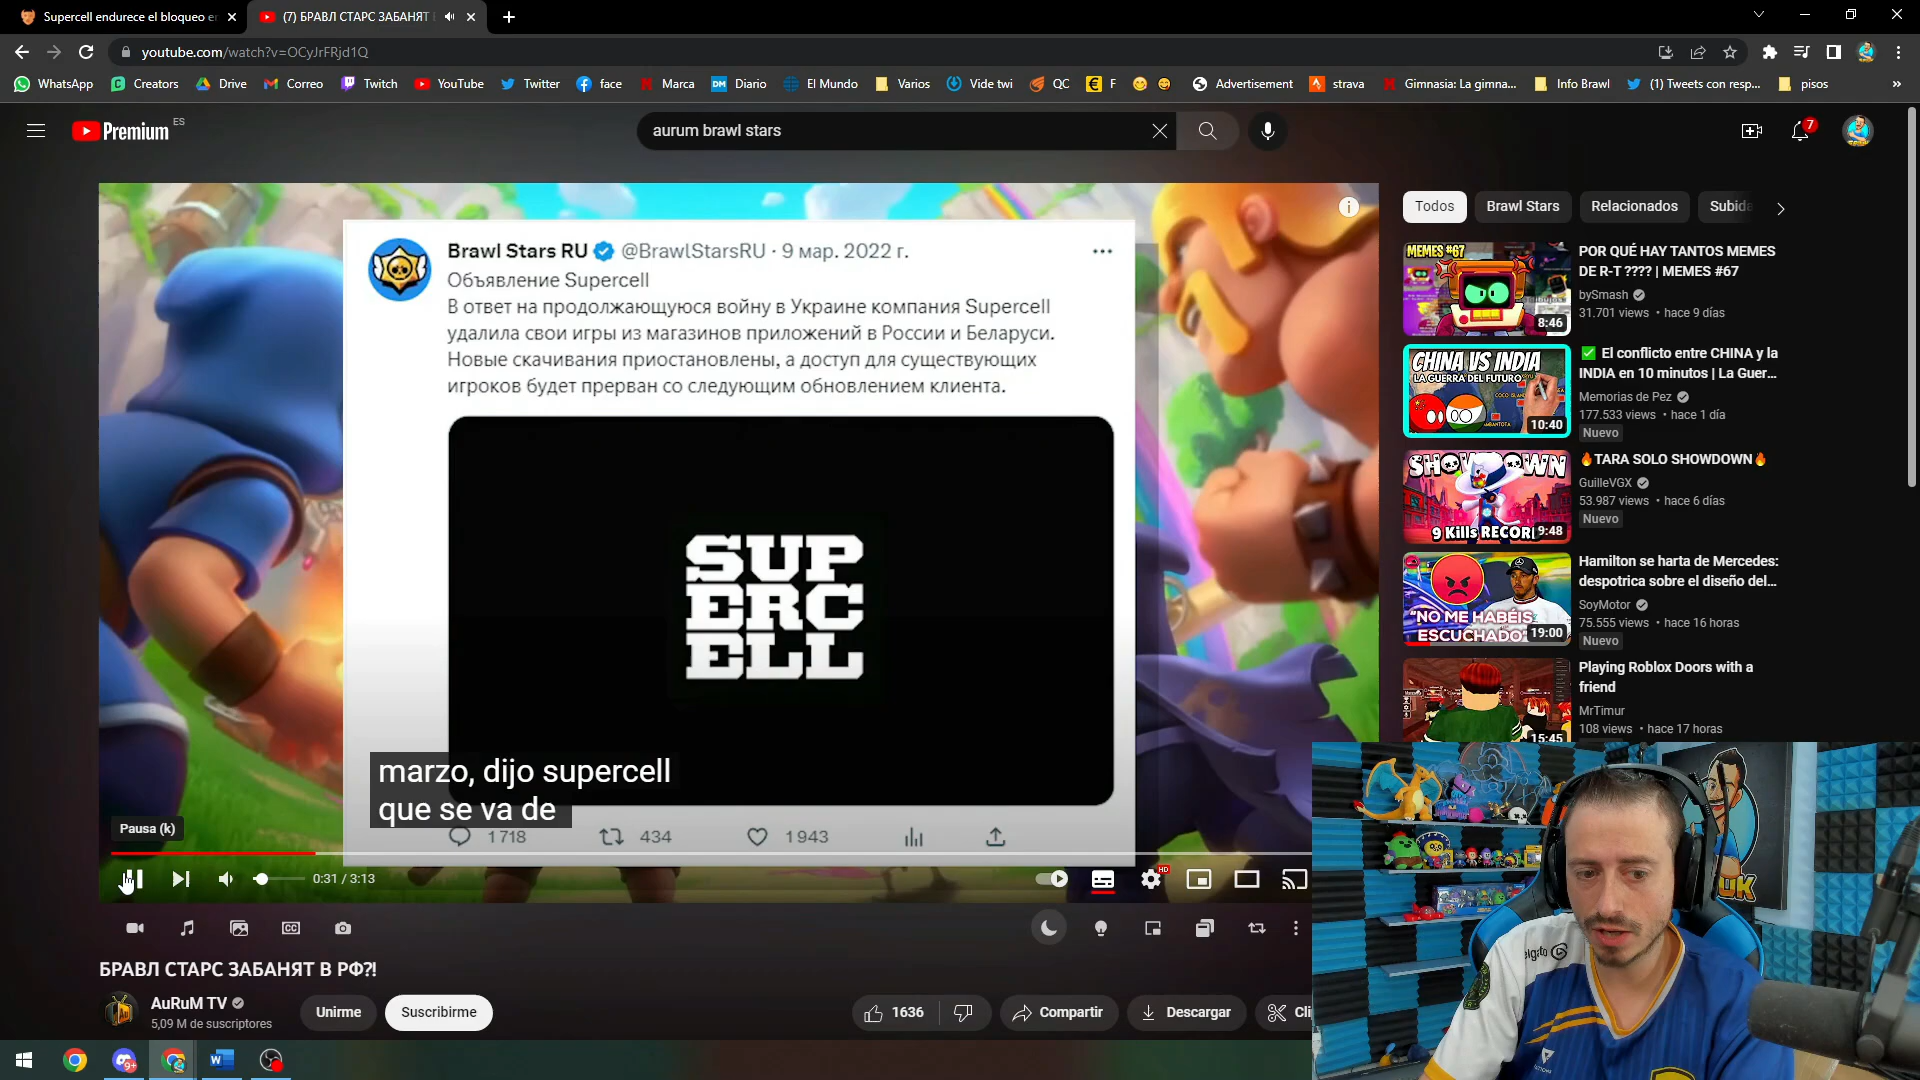 Supercell endurece el bloqueo en
(7) БРАВЛ СТАРС ЗАБАНЯТ
youtube.com/watch?v=OCyJrFRjd1Q
WhatsApp
Creators
Drive
Correo
Twitch
YouTube
Twitter
face
Marca
DM
Diario
El Mundo
Varios
Vide twi
QC
F
Advertisement
strava
Gimnasia: La gimna...
Info Brawl
(1) Tweets con resp...
pisos
»
Premium ES
aurum brawl stars
7
Brawl Stars RU @BrawlStarsRU · 9 мар. 2022 г.
Объявление Supercell
В ответ на продолжающуюся войну в Украине компания Supercell
удалила свои игры из магазинов приложений в России и Беларуси.
Новые скачивания приостановлены, а доступ для существующих
игроков будет прерван со следующим обновлением клиента.
SUP
ERC
ELL
marzo, dijo supercell
que se va de
1 718
434
1 943
Pausa (k)
0:31 / 3:13
HD
CC
БРАВЛ СТАРС ЗАБАНЯТ В РФ?!
AuRuM TV
5,09 M de suscriptores
Unirme
Suscribirme
1636
Compartir
Descargar
Cli
Todos
Brawl Stars
Relacionados
Subida
MEMES #67
8:46
POR QUÉ HAY TANTOS MEMES
DE R-T ???? | MEMES #67
bySmash
31.701 views • hace 9 días
CHINA VS INDIA
LA GUERRA DEL FUTURO
10:40
✅ El conflicto entre CHINA y la
INDIA en 10 minutos | La Guer...
Memorias de Pez
177.533 views • hace 1 día
Nuevo
SHOWDOWN
9 Kills RECOR
9:48
🔥TARA SOLO SHOWDOWN🔥
GuilleVGX
53.987 views • hace 6 días
Nuevo
"NO ME HABÉIS
ESCUCHADO"
19:00
Hamilton se harta de Mercedes:
despotrica sobre el diseño del...
SoyMotor
75.555 views • hace 16 horas
Nuevo
15:45
Playing Roblox Doors with a
friend
MrTimur
108 views • hace 17 horas
9+
UK
elgato